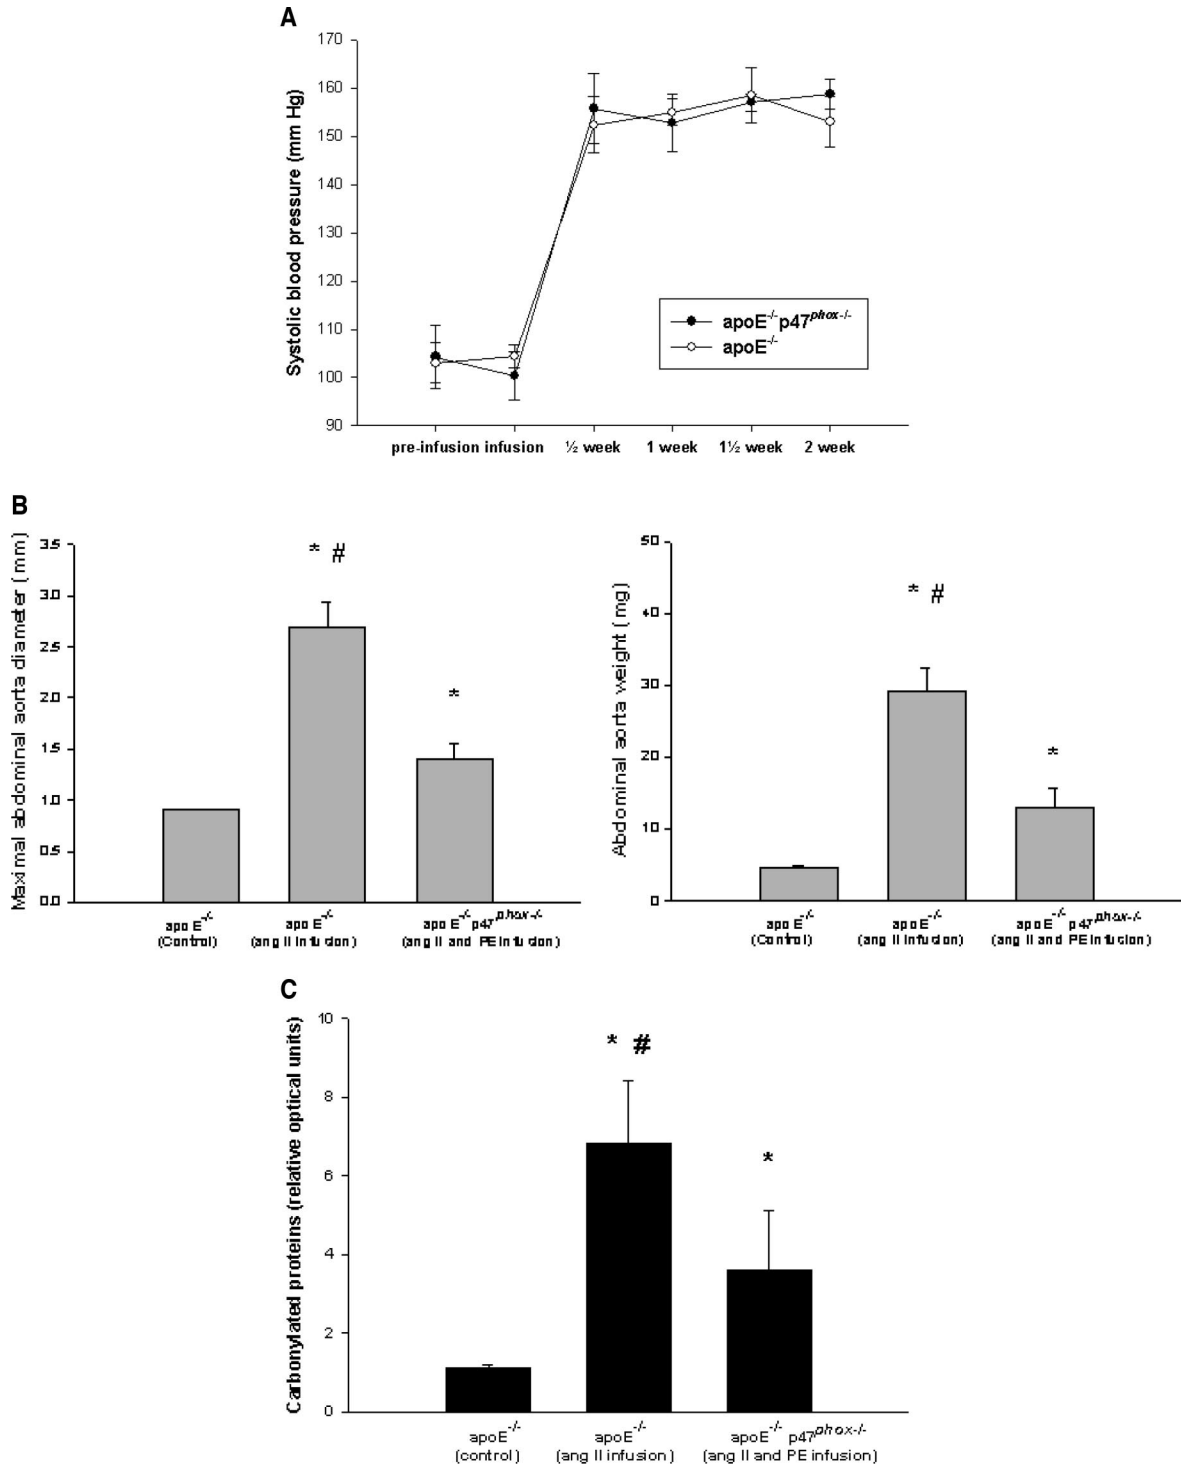 A
Systolic blood pressure (mm Hg)
170
160
150
140
130
120
110
100
90
apoE-/- p47phox-/-
apoE-/-
pre-infusion infusion ½ week 1 week 1½ week 2 week
B
Maximal abdominal aorta diameter (mm)
3.5
3.0
2.5
2.0
1.5
1.0
0.5
0.0
* #
*
apoE-/- apoE-/- apoE-/- p47phox-/-
(Control) (ang II infusion) (ang II and PE infusion)
Abdominal aorta weight (mg)
50
40
30
20
10
0
* #
*
apoE-/- apoE-/- apoE-/- p47phox-/-
(Control) (ang II infusion) (ang II and PE infusion)
C
Carbonylated proteins (relative optical units)
10
8
6
4
2
0
* #
*
apoE-/- apoE-/- apoE-/- p47phox-/-
(control) (ang II infusion) (ang II and PE infusion)